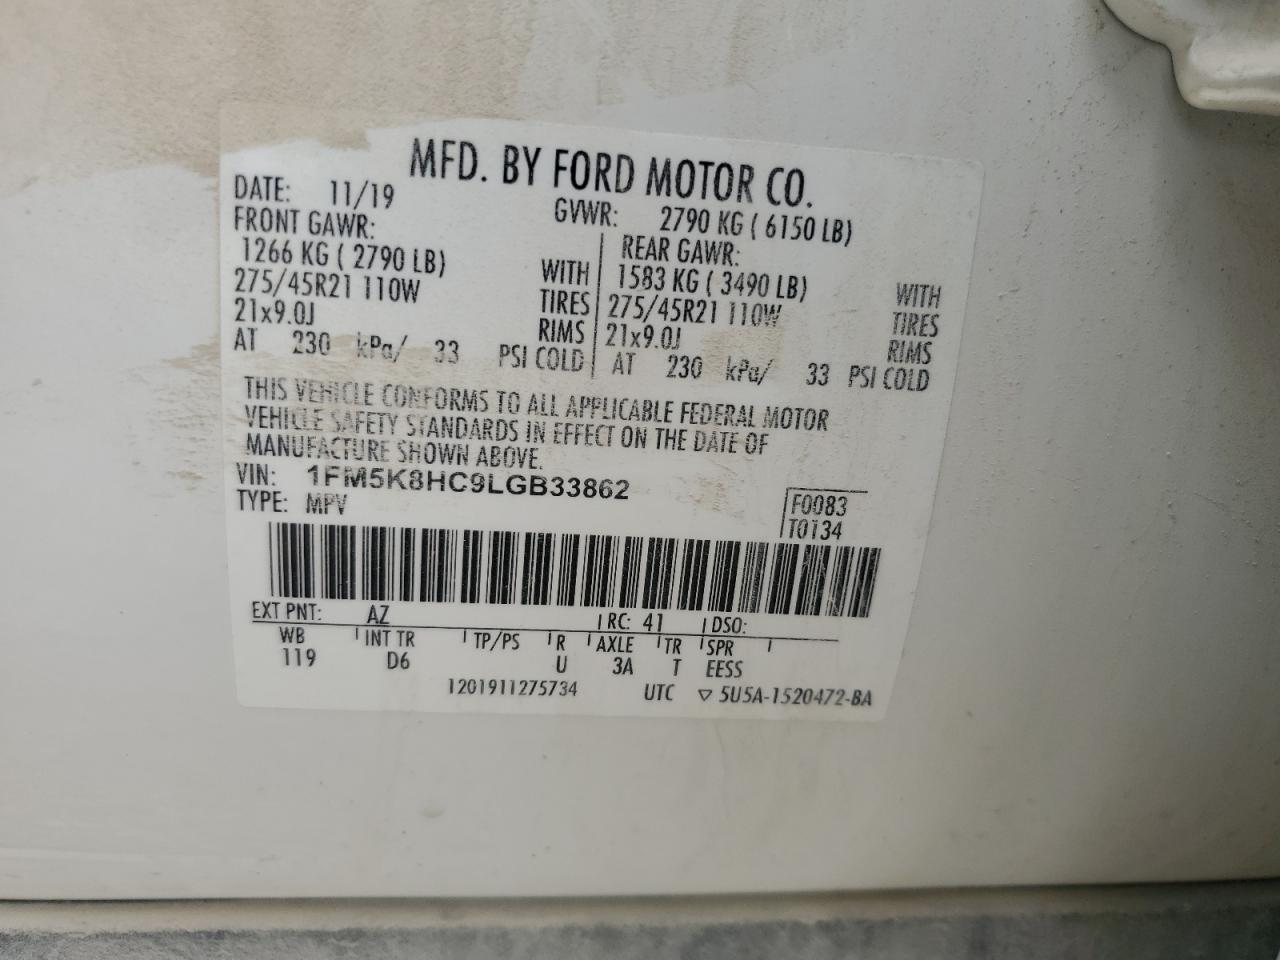 MFD. BY FORD MOTOR CO.
DATE: 11/19 GVWR: 2790 KG ( 6150 LB)
FRONT GAWR: REAR GAWR:
1266 KG ( 2790 LB) WITH 1583 KG ( 3490 LB) WITH
275/45R21 110W TIRES 275/45R21 110W TIRES
21x9.0J RIMS 21x9.0J RIMS
AT 230 kPa/ 33 PSI COLD AT 230 kPa/ 33 PSI COLD
THIS VEHICLE CONFORMS TO ALL APPLICABLE FEDERAL MOTOR
VEHICLE SAFETY STANDARDS IN EFFECT ON THE DATE OF
MANUFACTURE SHOWN ABOVE.
VIN: 1FM5K8HC9LGB33862
TYPE: MPV
F0083
T0134
EXT PNT: AZ RC: 41 DSO:
WB INT TR TP/PS R AXLE TR SPR
119 D6 U 3A T EESS
1201911275734 UTC ▽ 5U5A-1520472-BA